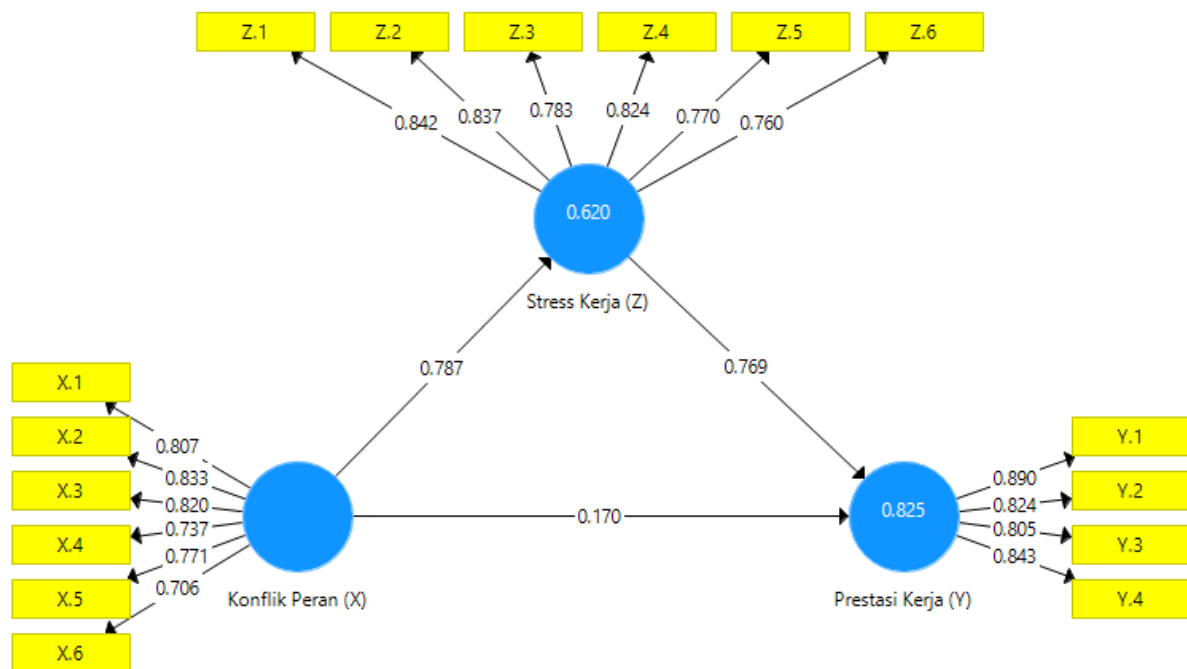 Z.1 Z.2 Z.3 Z.4 Z.5 Z.6
0.842 0.837 0.783 0.824 0.770 0.760
0.620
Stress Kerja (Z)
0.787 0.769
X.1
X.2
X.3
X.4
X.5
X.6
0.807
0.833
0.820
0.737
0.771
0.706
Konflik Peran (X)
0.170
0.825
Prestasi Kerja (Y)
0.890
0.824
0.805
0.843
Y.1
Y.2
Y.3
Y.4